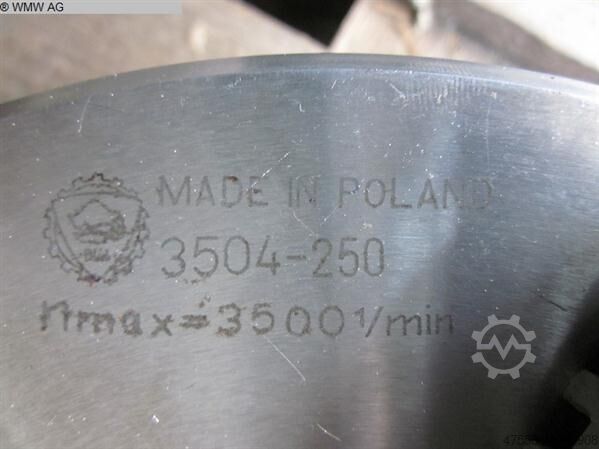 ® WMW AG
MADE IN POLAND
3504-250
nmax=3500 1/min